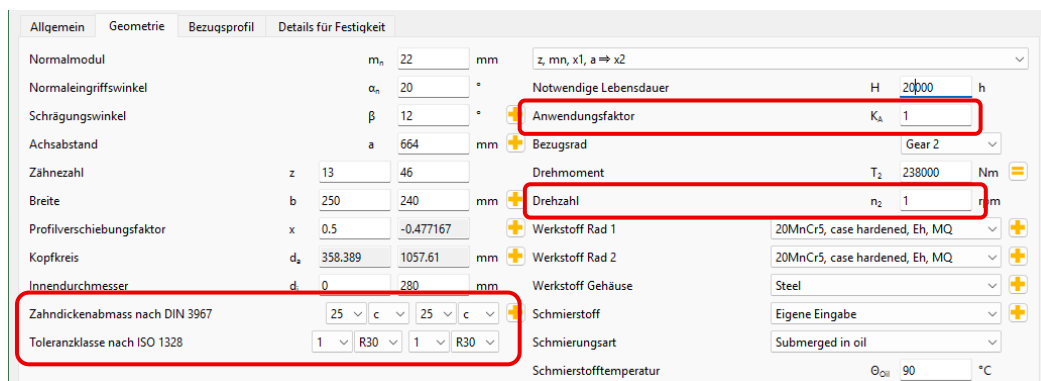 Allgemein Geometrie Bezugsprofil Details für Festigkeit
Normalmodul mn 22 mm z, mn, x1, a ⇒ x2
Normaleingriffswinkel αn 20 ° Notwendige Lebensdauer H 20000 h
Schrägungswinkel β 12 ° Anwendungsfaktor KA 1
Achsabstand a 664 mm Bezugsrad Gear 2
Zähnezahl z 13 46 Drehmoment T2 238000 Nm
Breite b 250 240 mm Drehzahl n2 1 rpm
Profilverschiebungsfaktor x 0.5 -0.477167 Werkstoff Rad 1 20MnCr5, case hardened, Eh, MQ
Kopfkreis da 358.389 1057.61 mm Werkstoff Rad 2 20MnCr5, case hardened, Eh, MQ
Innendurchmesser di 0 280 mm Werkstoff Gehäuse Steel
Zahndickenabmass nach DIN 3967 25 c 25 c Schmierstoff Eigene Eingabe
Toleranzklasse nach ISO 1328 1 R30 1 R30 Schmierungsart Submerged in oil
Schmierstofftemperatur ΘOil 90 °C